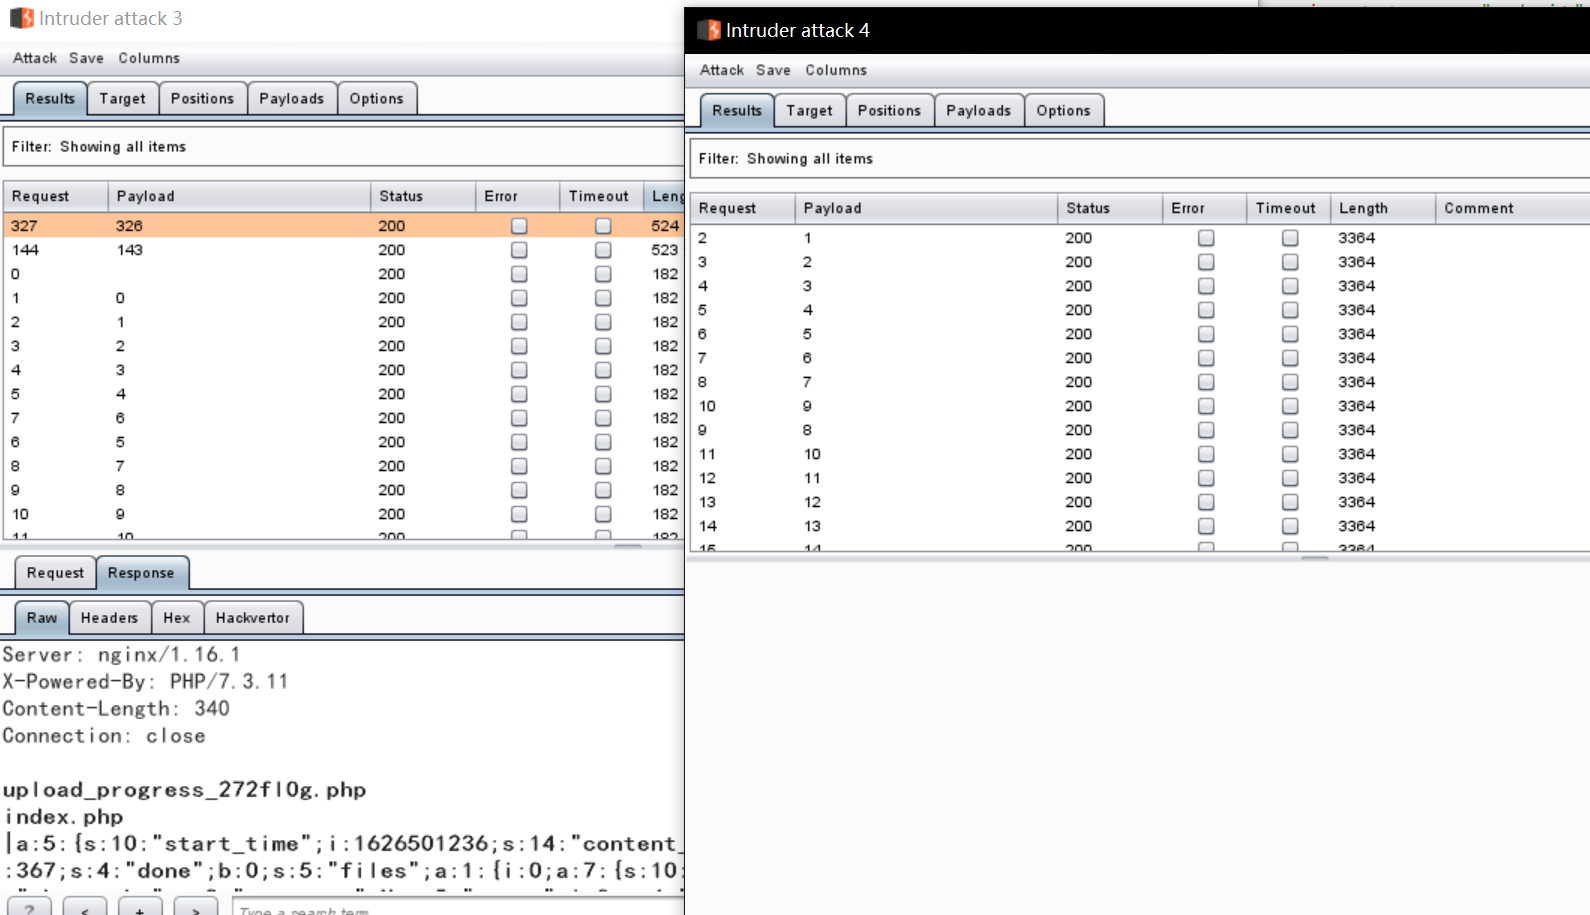 Intruder attack 3
Attack Save Columns
Results Target Positions Payloads Options
Filter: Showing all items
Request Payload Status Error Timeout Leng
327 326 200 524
144 143 200 523
0 200 182
1 0 200 182
2 1 200 182
3 2 200 182
4 3 200 182
5 4 200 182
7 6 200 182
6 5 200 182
8 7 200 182
9 8 200 182
10 9 200 182
11 10 200 182
Request Response
Raw Headers Hex Hackvertor
Server: nginx/1.16.1
X-Powered-By: PHP/7.3.11
Content-Length: 340
Connection: close
upload_progress_272fl0g.php
index.php
|a:5:{s:10:"start_time";i:1626501236;s:14:"content_
:367;s:4:"done";b:0;s:5:"files";a:1:{i:0;a:7:{s:10:
? < + >
Type a search term
Intruder attack 4
Attack Save Columns
Results Target Positions Payloads Options
Filter: Showing all items
Request Payload Status Error Timeout Length Comment
2 1 200 3364
3 2 200 3364
4 3 200 3364
5 4 200 3364
6 5 200 3364
7 6 200 3364
8 7 200 3364
10 9 200 3364
9 8 200 3364
11 10 200 3364
12 11 200 3364
13 12 200 3364
14 13 200 3364
15 14 200 3364